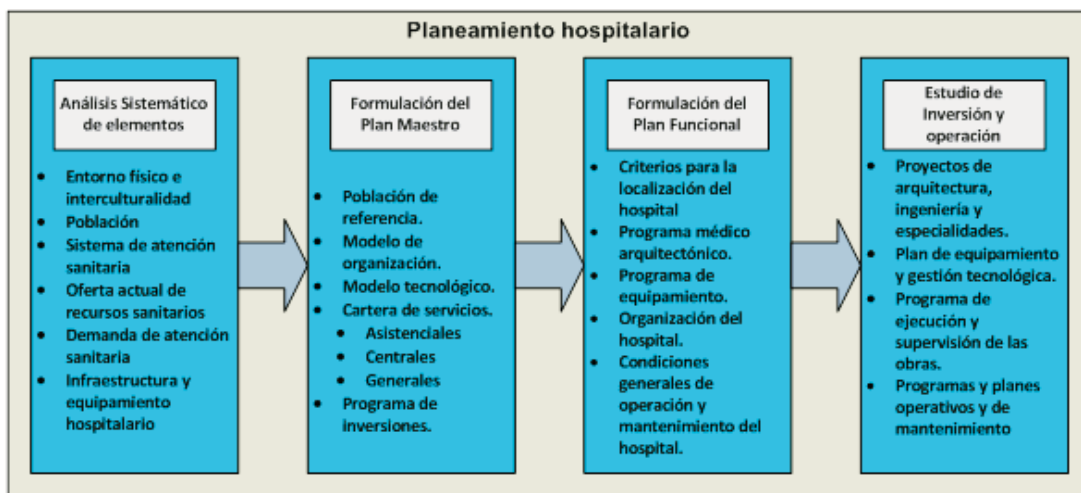 Planeamiento hospitalario
Análisis Sistemático
de elementos
• Entorno físico e
interculturalidad
• Población
• Sistema de atención
sanitaria
• Oferta actual de
recursos sanitarios
• Demanda de atención
sanitaria
• Infraestructura y
equipamiento
hospitalario
Formulación del
Plan Maestro
• Población de
referencia.
• Modelo de
organización.
• Modelo tecnológico.
• Cartera de servicios.
• Asistenciales
• Centrales
• Generales
• Programa de
inversiones.
Formulación del
Plan Funcional
• Criterios para la
localización del
hospital
• Programa médico
arquitectónico.
• Programa de
equipamiento.
• Organización del
hospital.
• Condiciones
generales de
operación y
mantenimiento del
hospital.
Estudio de
Inversión y
operación
• Proyectos de
arquitectura,
ingeniería y
especialidades.
• Plan de equipamiento
y gestión tecnológica.
• Programa de
ejecución y
supervisión de las
obras.
• Programas y planes
operativos y de
mantenimiento